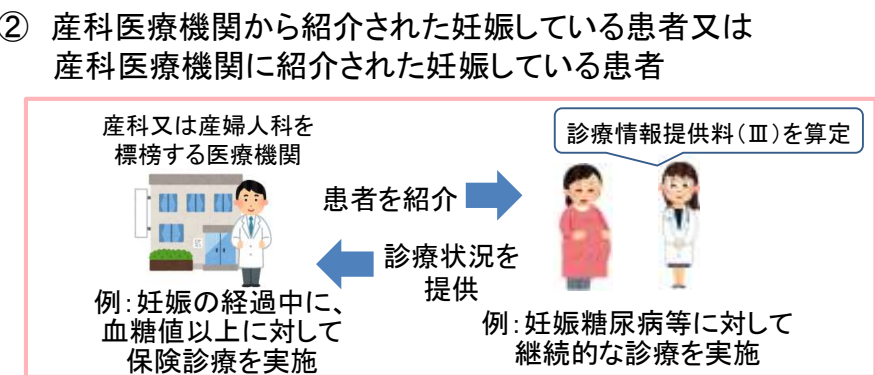 ② 産科医療機関から紹介された妊娠している患者又は
産科医療機関に紹介された妊娠している患者
産科又は産婦人科を
標榜する医療機関
診療情報提供料(Ⅲ)を算定
患者を紹介
診療状況を
提供
例:妊娠の経過中に、
血糖値以上に対して
保険診療を実施
例:妊娠糖尿病等に対して
継続的な診療を実施